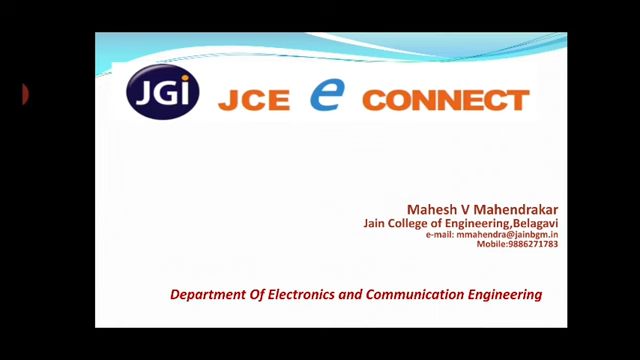 JGi JCE e CONNECT
Mahesh V Mahendrakar
Jain College of Engineering,Belagavi
e-mail: mmahendra@jainbgm.in
Mobile:9886271783
Department Of Electronics and Communication Engineering